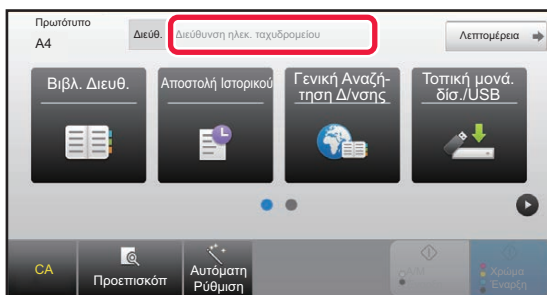 Πρωτότυπο
A4
Διεύθ.
Διεύθυνση ηλεκ. ταχυδρομείου
Λεπτομέρεια
Βιβλ. Διευθ.
Αποστολή Ιστορικού
Γενική Αναζή-
τηση Δ/νσης
Τοπική μονά.
δίσ./USB
CA
Προεπισκόπ
Αυτόματη
Ρύθμιση
Α/Μ
Χρώμα
Έναρξη